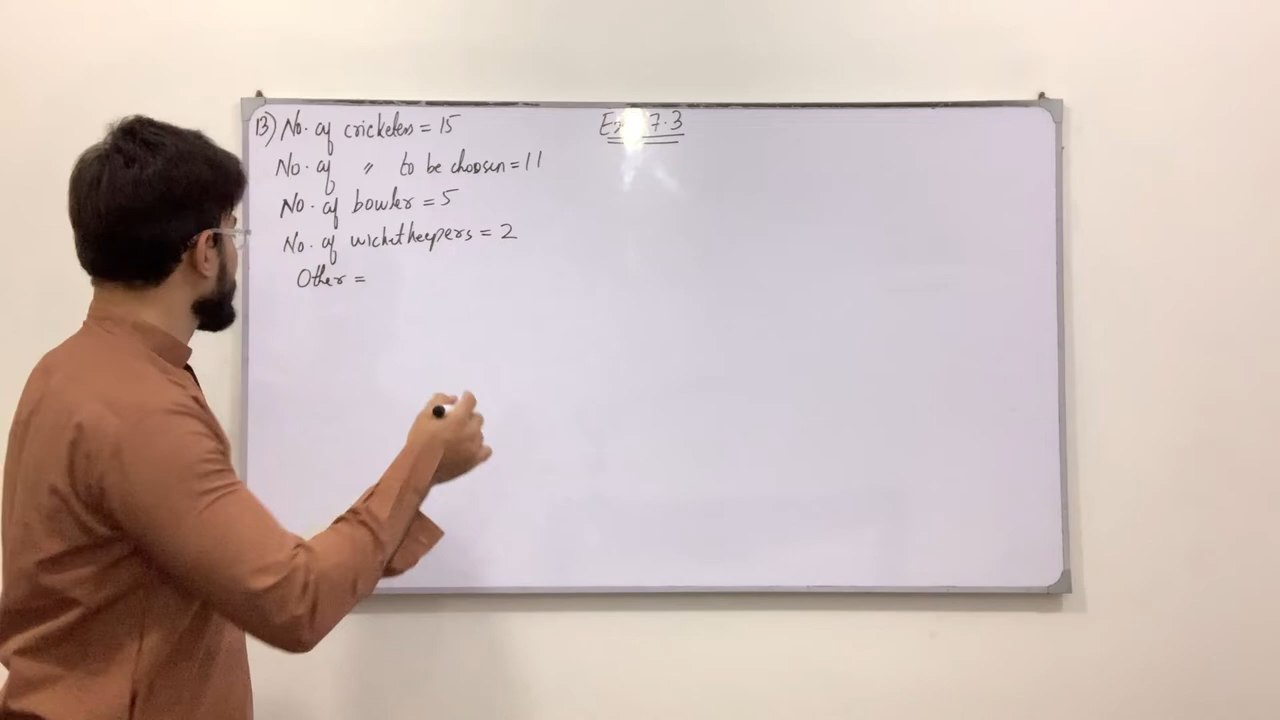 Ex 7.3
13) No. of cricketers = 15
No. of " to be choosen = 11
No. of bowler = 5
No. of wicketkeepers = 2
Other =